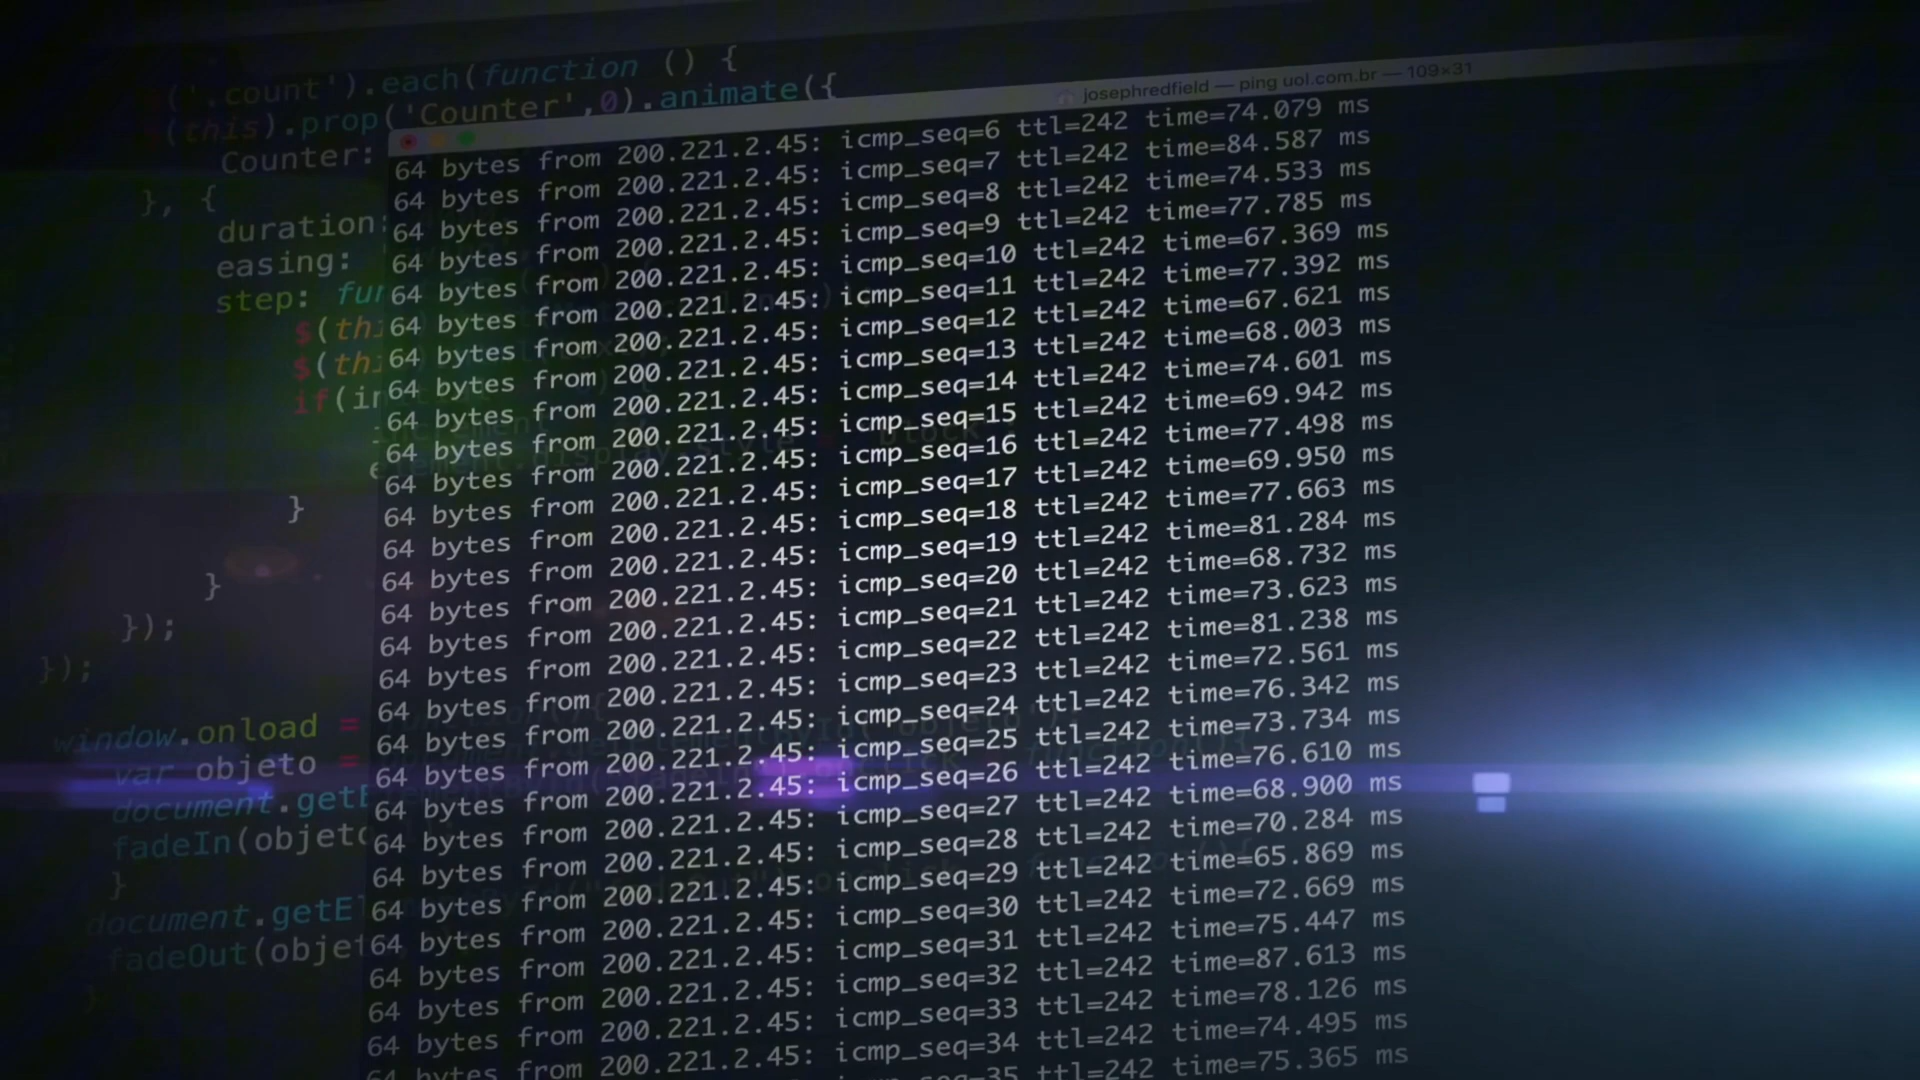 ('.count').each(function () {
(this).prop('Counter',0).animate({
Counter:
}, {
duration:
easing:
step:
$(
$(
if(
}
}
});
});
window.onload =
var objeto =
document.getE
fadeIn(objeto
}
document.getE
fadeOut(objet
josephredfield — ping uol.com.br — 109×31
64 bytes from 200.221.2.45: icmp_seq=6 ttl=242 time=74.079 ms
64 bytes from 200.221.2.45: icmp_seq=7 ttl=242 time=84.587 ms
64 bytes from 200.221.2.45: icmp_seq=8 ttl=242 time=74.533 ms
64 bytes from 200.221.2.45: icmp_seq=9 ttl=242 time=77.785 ms
64 bytes from 200.221.2.45: icmp_seq=10 ttl=242 time=67.369 ms
64 bytes from 200.221.2.45: icmp_seq=11 ttl=242 time=77.392 ms
64 bytes from 200.221.2.45: icmp_seq=12 ttl=242 time=67.621 ms
64 bytes from 200.221.2.45: icmp_seq=13 ttl=242 time=68.003 ms
64 bytes from 200.221.2.45: icmp_seq=14 ttl=242 time=74.601 ms
64 bytes from 200.221.2.45: icmp_seq=15 ttl=242 time=69.942 ms
64 bytes from 200.221.2.45: icmp_seq=16 ttl=242 time=77.498 ms
64 bytes from 200.221.2.45: icmp_seq=17 ttl=242 time=69.950 ms
64 bytes from 200.221.2.45: icmp_seq=18 ttl=242 time=77.663 ms
64 bytes from 200.221.2.45: icmp_seq=19 ttl=242 time=81.284 ms
64 bytes from 200.221.2.45: icmp_seq=20 ttl=242 time=68.732 ms
64 bytes from 200.221.2.45: icmp_seq=21 ttl=242 time=73.623 ms
64 bytes from 200.221.2.45: icmp_seq=22 ttl=242 time=81.238 ms
64 bytes from 200.221.2.45: icmp_seq=23 ttl=242 time=72.561 ms
64 bytes from 200.221.2.45: icmp_seq=24 ttl=242 time=76.342 ms
64 bytes from 200.221.2.45: icmp_seq=25 ttl=242 time=73.734 ms
64 bytes from 200.221.2.45: icmp_seq=26 ttl=242 time=76.610 ms
64 bytes from 200.221.2.45: icmp_seq=27 ttl=242 time=68.900 ms
64 bytes from 200.221.2.45: icmp_seq=28 ttl=242 time=70.284 ms
64 bytes from 200.221.2.45: icmp_seq=29 ttl=242 time=65.869 ms
64 bytes from 200.221.2.45: icmp_seq=30 ttl=242 time=72.669 ms
64 bytes from 200.221.2.45: icmp_seq=31 ttl=242 time=75.447 ms
64 bytes from 200.221.2.45: icmp_seq=32 ttl=242 time=87.613 ms
64 bytes from 200.221.2.45: icmp_seq=33 ttl=242 time=78.126 ms
64 bytes from 200.221.2.45: icmp_seq=34 ttl=242 time=74.495 ms
64 bytes from 200.221.2.45: icmp_seq=35 ttl=242 time=75.365 ms